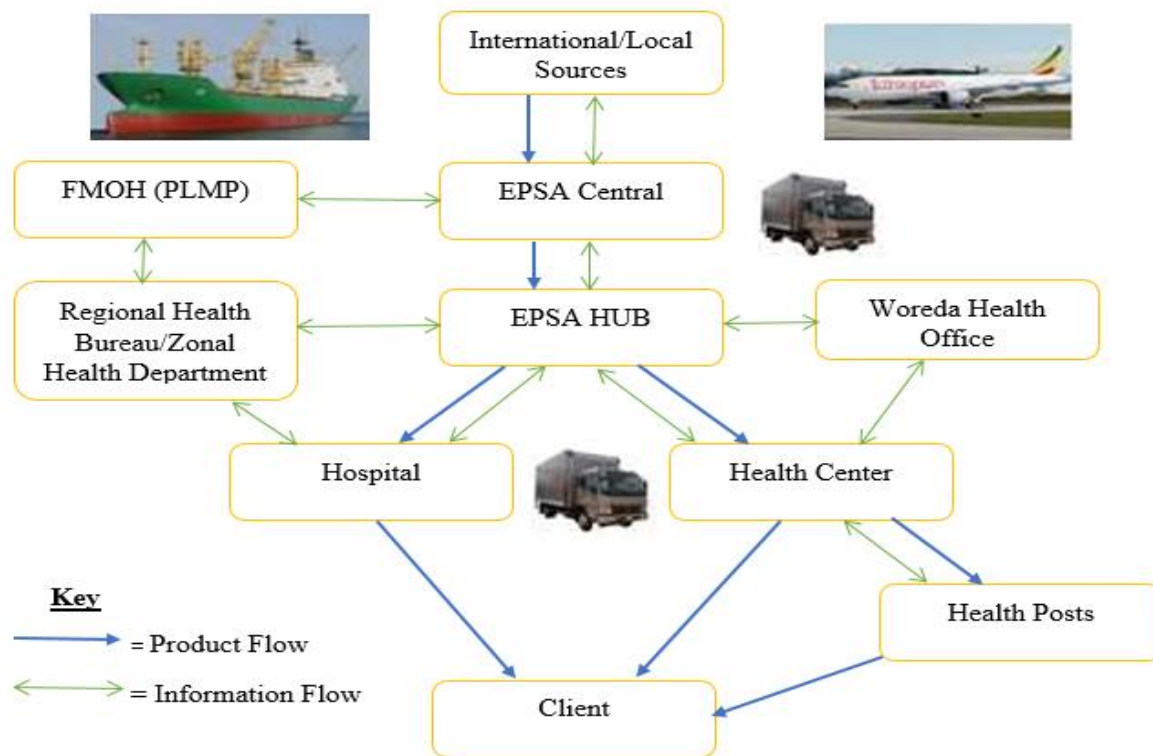 International/Local
Sources
Ethiopian
FMOH (PLMP)
EPSA Central
Regional Health
Bureau/Zonal
Health Department
EPSA HUB
Woreda Health
Office
Hospital
Health Center
Key
= Product Flow
= Information Flow
Health Posts
Client